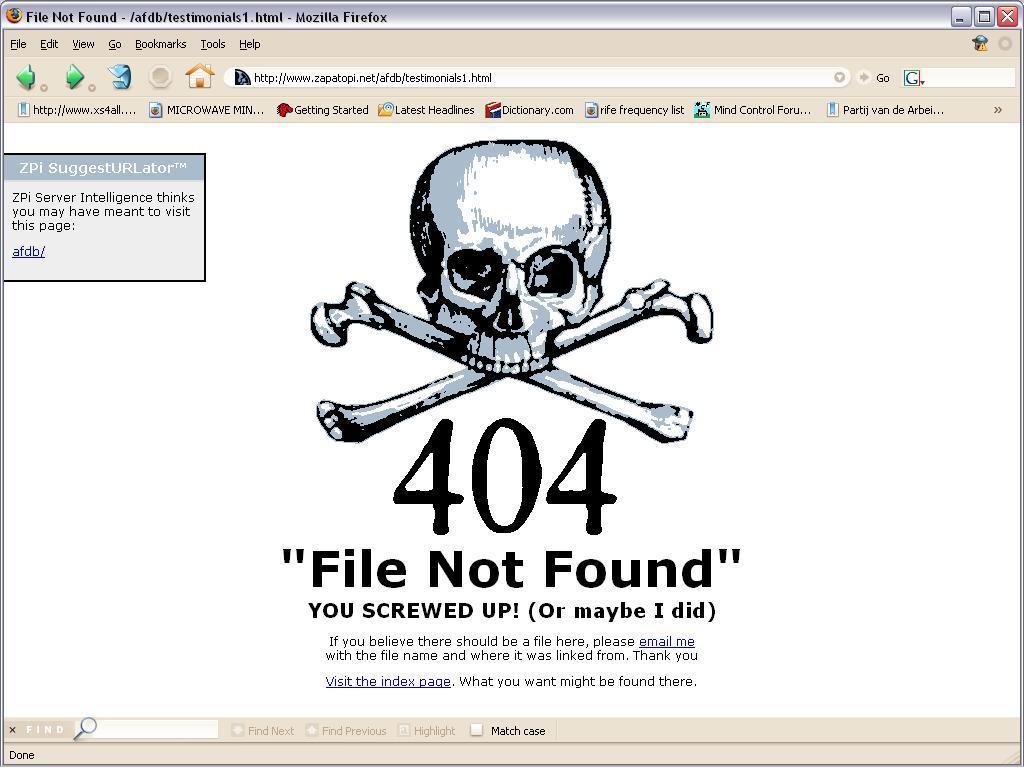 File Not Found - /afdb/testimonials1.html - Mozilla Firefox
File Edit View Go Bookmarks Tools Help
http://www.zapatopi.net/afdb/testimonials1.html Go G
http://www.xs4all.... MICROWAVE MIN... Getting Started Latest Headlines Dictionary.com rife frequency list Mind Control Foru... Partij van de Arbei... »
ZPi SuggestURLator™
ZPi Server Intelligence thinks
you may have meant to visit
this page:
afdb/
404
"File Not Found"
YOU SCREWED UP! (Or maybe I did)
If you believe there should be a file here, please email me
with the file name and where it was linked from. Thank you
Visit the index page. What you want might be found there.
FIND Find Next Find Previous Highlight Match case
Done